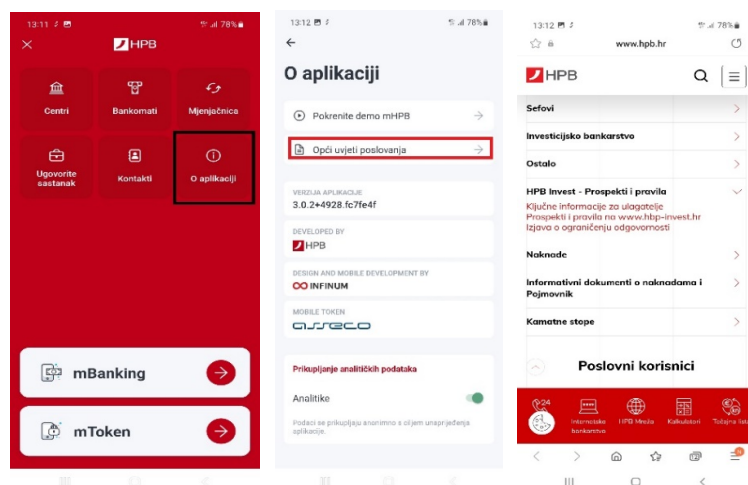 13:11
78%
HPB
Centri
Bankomati
Mjenjačnica
Ugovorite
sastanak
Kontakti
O aplikaciji
mBanking
mToken
13:12
78%
O aplikaciji
Pokrenite demo mHPB
Opći uvjeti poslovanja
VERZIJA APLIKACIJE
3.0.2+4928.fc7fe4f
DEVELOPED BY
HPB
DESIGN AND MOBILE DEVELOPMENT BY
INFINUM
MOBILE TOKEN
asseco
Prikupljanje analitičkih podataka
Analitike
Podaci se prikupljaju anonimno s ciljem unaprjeđenja
aplikacije.
13:12
78%
www.hpb.hr
HPB
Sefovi
Investicijsko bankarstvo
Ostalo
HPB Invest - Prospekti i pravila
Ključne informacije za ulagatelje
Prospekti i pravila na www.hbp-invest.hr
Izjava o ograničenju odgovornosti
Naknade
Informativni dokumenti o naknadama i
Pojmovnik
Kamatne stope
Poslovni korisnici
24
Internetsko
bankarstvo
HPB Mreža
Kalkulatori
Tečajna lista